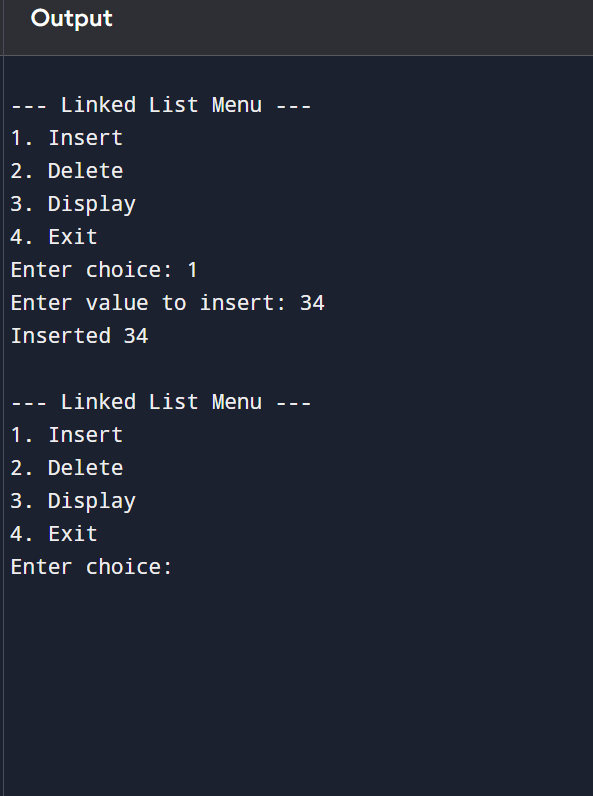 Output
--- Linked List Menu ---
1. Insert
2. Delete
3. Display
4. Exit
Enter choice: 1
Enter value to insert: 34
Inserted 34
--- Linked List Menu ---
1. Insert
2. Delete
3. Display
4. Exit
Enter choice: